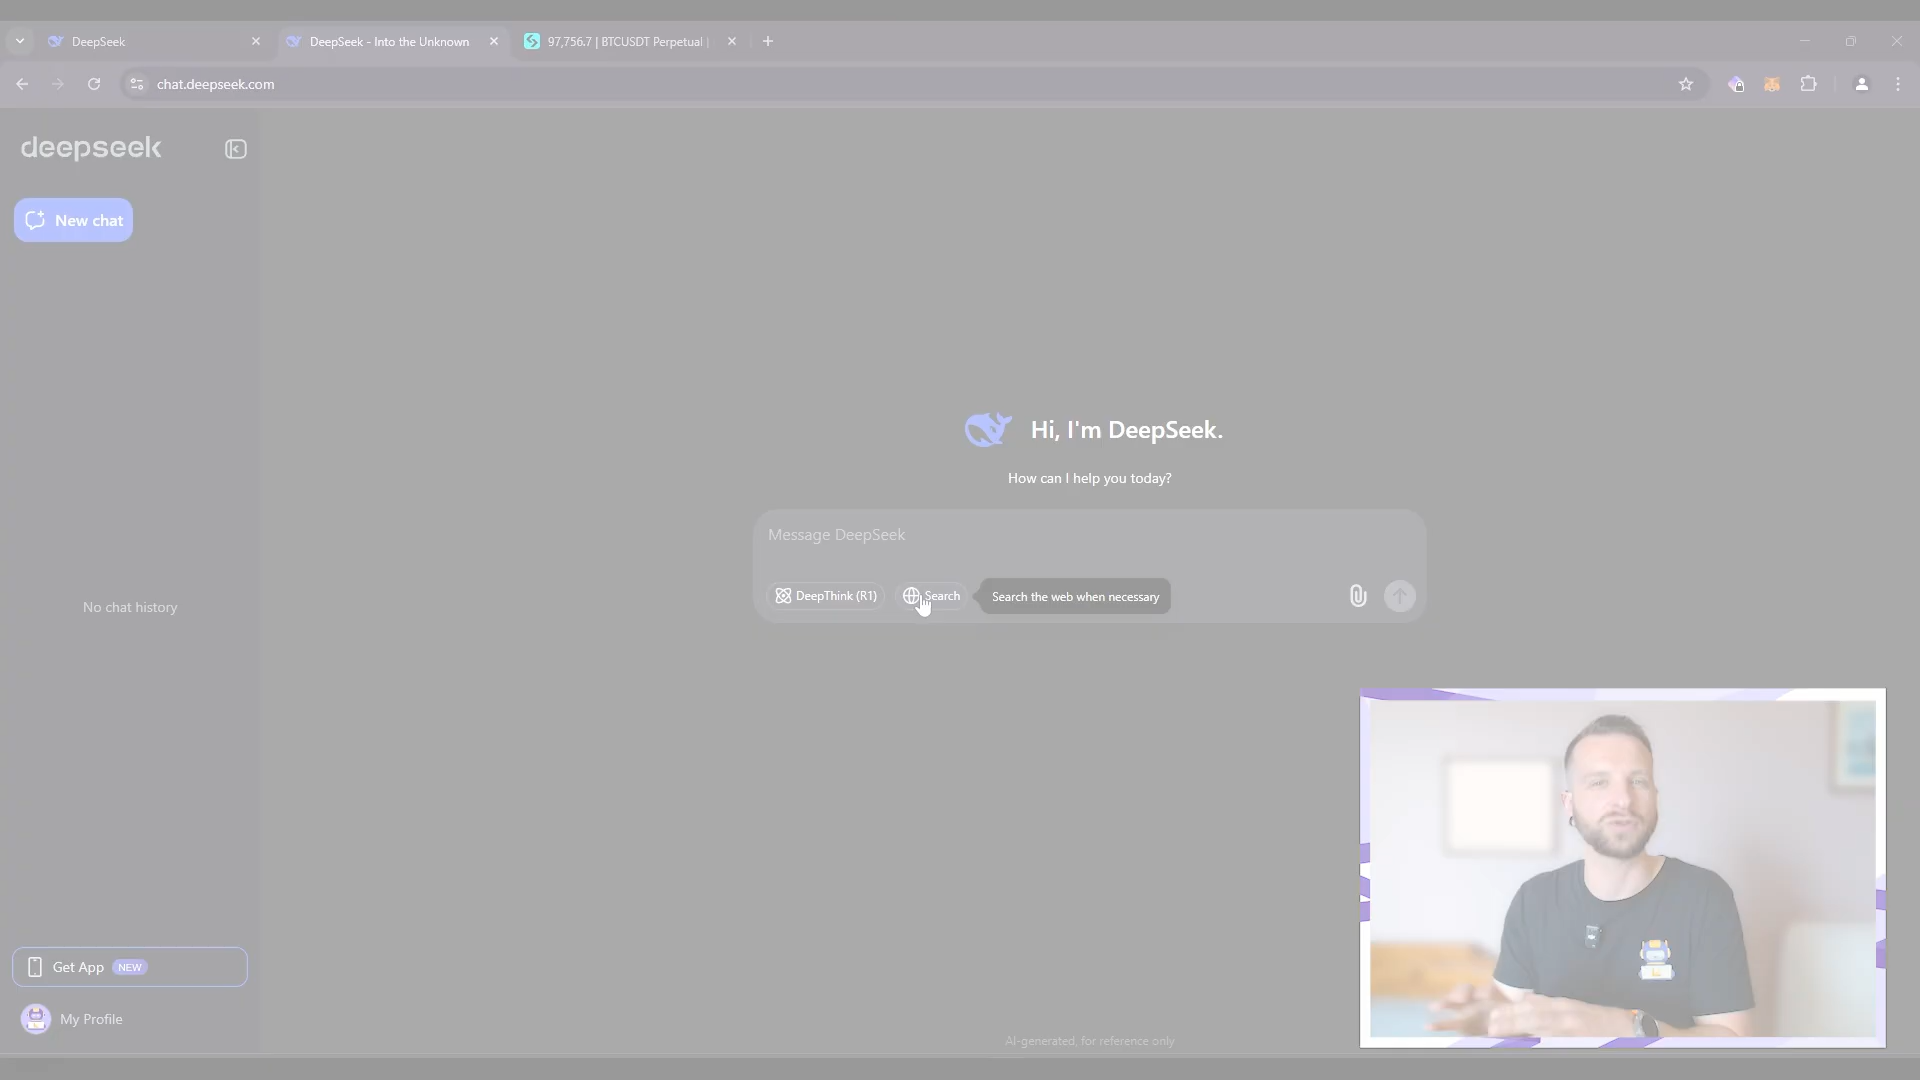 DeepSeek
DeepSeek - Into the Unknown
97,756.7 | BTCUSDT Perpetual |
chat.deepseek.com
deepseek
New chat
Hi, I'm DeepSeek.
How can I help you today?
Message DeepSeek
DeepThink (R1)
Search
Search the web when necessary
No chat history
Get App NEW
My Profile
AI-generated, for reference only